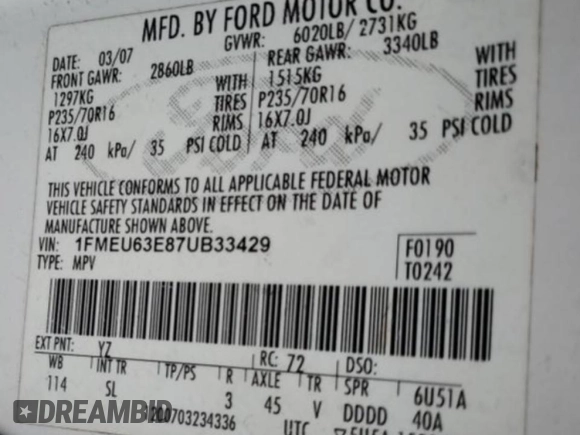 MFD. BY FORD MOTOR CO.
DATE: 03/07 GVWR: 6020LB/ 2731KG
FRONT GAWR: 2860LB REAR GAWR: 3340LB
1297KG WITH 1515KG WITH
P235/70R16 TIRES P235/70R16 TIRES
16X7.0J RIMS 16X7.0J RIMS
AT 240 kPa/ 35 PSI COLD AT 240 kPa/ 35 PSI COLD
THIS VEHICLE CONFORMS TO ALL APPLICABLE FEDERAL MOTOR
VEHICLE SAFETY STANDARDS IN EFFECT ON THE DATE OF
MANUFACTURE SHOWN ABOVE.
VIN: 1FMEU63E87UB33429 F0190
TYPE: MPV T0242
EXT PNT: YZ RC: 72 DSO:
WB INT TR TP/PS R AXLE TR SPR 6U51A
114 SL 3 45 V DDDD 40A
DREAMBID 200703234336 UTC